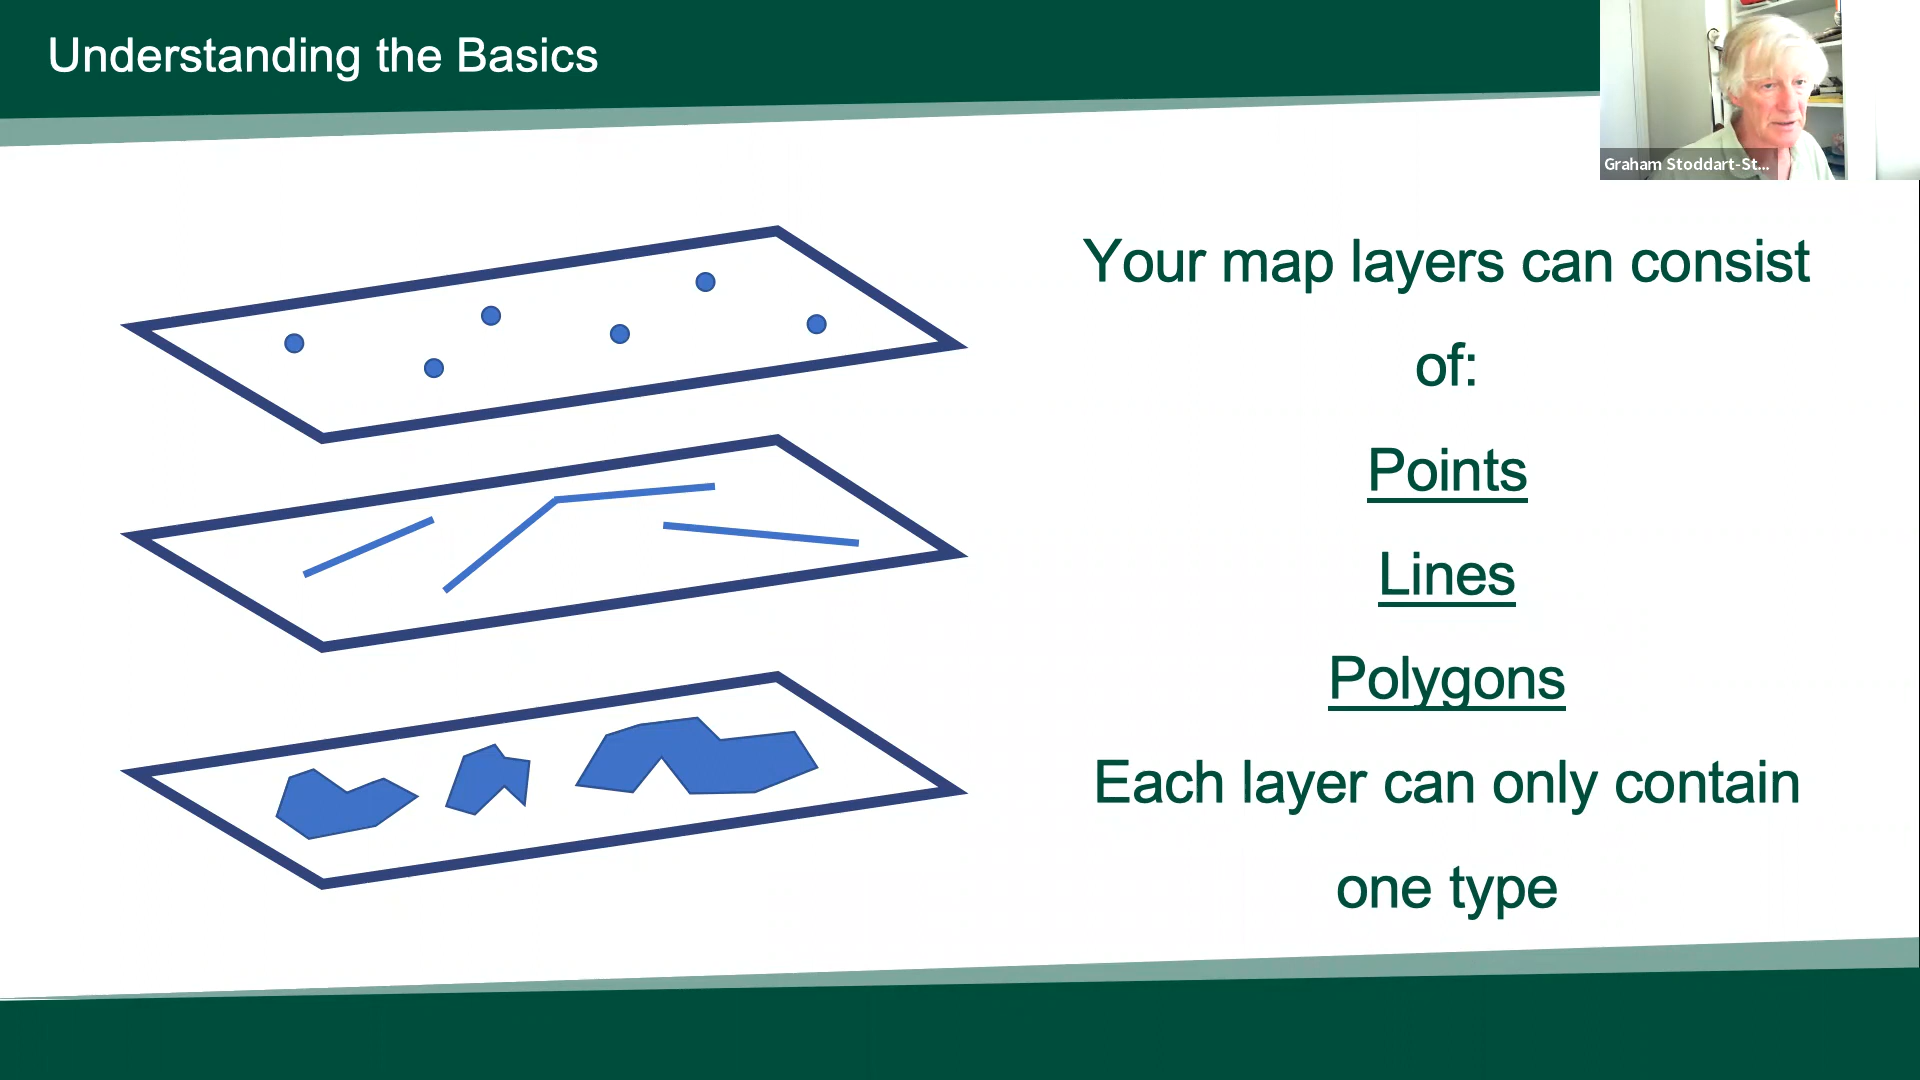 Understanding the Basics
Graham Stoddart-St...
Your map layers can consist
of:
Points
Lines
Polygons
Each layer can only contain
one type